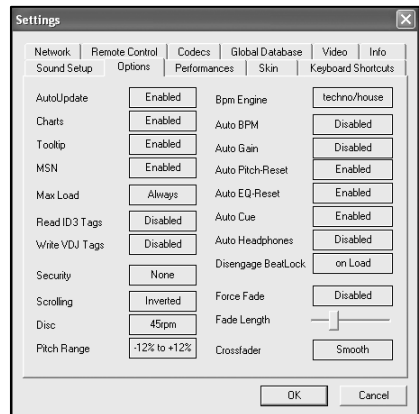 Settings
Network Remote Control Codecs Global Database Video Info
Sound Setup Options Performances Skin Keyboard Shortcuts
AutoUpdate Enabled
Charts Enabled
Tooltip Enabled
MSN Enabled
Max Load Always
Read ID3 Tags Disabled
Write VDJ Tags Disabled
Security None
Scrolling Inverted
Disc 45rpm
Pitch Range -12% to +12%
Bpm Engine techno/house
Auto BPM Disabled
Auto Gain Disabled
Auto Pitch-Reset Enabled
Auto EQ-Reset Enabled
Auto Cue Enabled
Auto Headphones Disabled
Disengage BeatLock on Load
Force Fade Disabled
Fade Length
Crossfader Smooth
OK Cancel